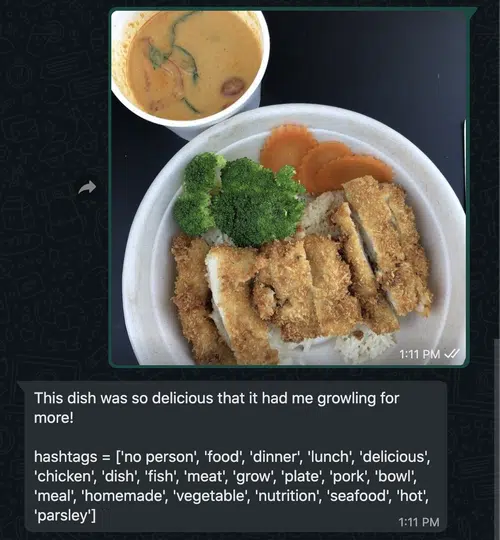 1:11 PM
This dish was so delicious that it had me growling for
more!
hashtags = ['no person', 'food', 'dinner', 'lunch', 'delicious',
'chicken', 'dish', 'fish', 'meat', 'grow', 'plate', 'pork', 'bowl',
'meal', 'homemade', 'vegetable', 'nutrition', 'seafood', 'hot',
'parsley']
1:11 PM